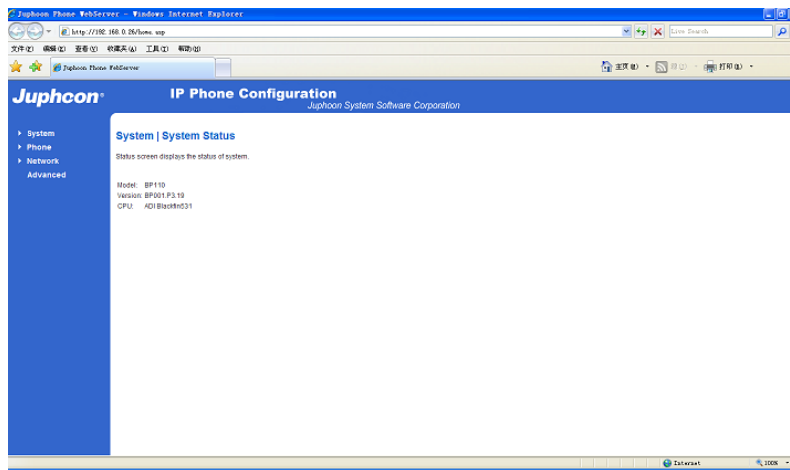 Juphoon Phone WebServer - Windows Internet Explorer
http://192.168.0.26/home.asp
Live Search
文件(F) 编辑(E) 查看(V) 收藏夹(A) 工具(T) 帮助(H)
Juphoon Phone WebServer
主页(M)
打印(R)
Juphcon
IP Phone Configuration
Juphoon System Software Corporation
System
Phone
Network
Advanced
System | System Status
Status screen displays the status of system.
Model: BP110
Version: BP001.P3.19
CPU: ADI Blackfin531
Internet
100%